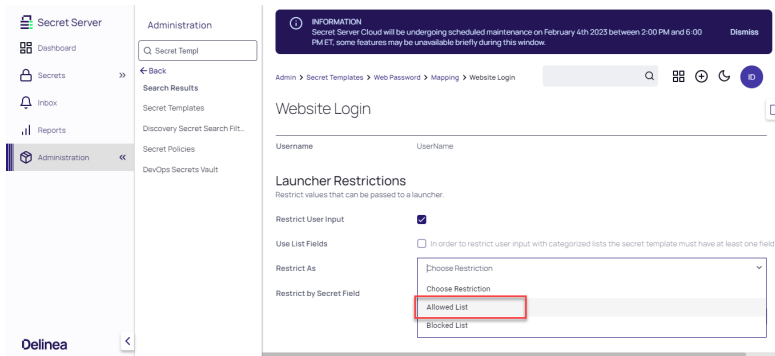 Secret Server
Dashboard
Secrets
Inbox
Reports
Administration
Delinea
Administration
Secret Templ
Back
Search Results
Secret Templates
Discovery Secret Search Filt...
Secret Policies
DevOps Secrets Vault
INFORMATION
Secret Server Cloud will be undergoing scheduled maintenance on February 4th 2023 between 2:00 PM and 6:00
PM ET, some features may be unavailable briefly during this window.
Dismiss
Admin > Secret Templates > Web Password > Mapping > Website Login
ID
Website Login
Username UserName
Launcher Restrictions
Restrict values that can be passed to a launcher.
Restrict User Input
Use List Fields In order to restrict user input with categorized lists the secret template must have at least one field
Restrict As Choose Restriction
Choose Restriction
Restrict by Secret Field
Allowed List
Blocked List